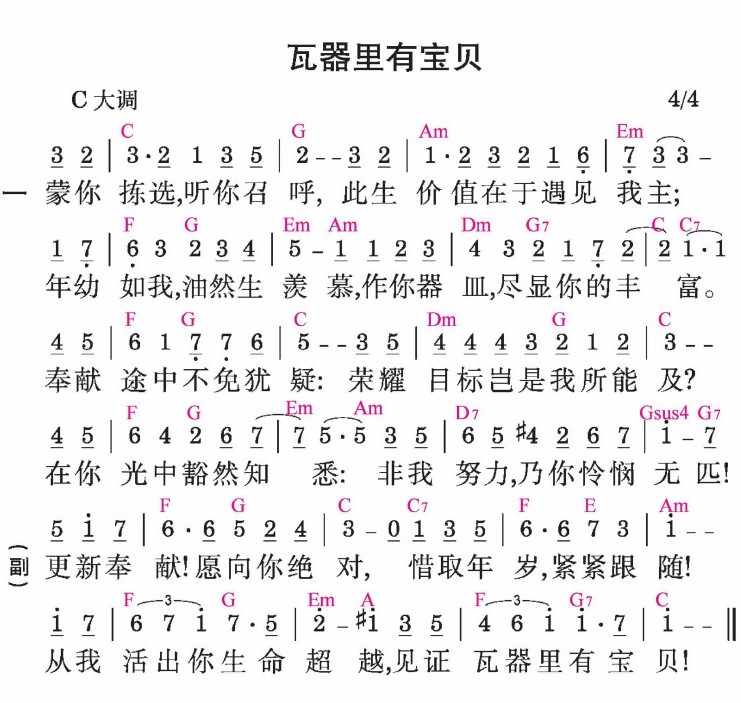 瓦器里有宝贝
C 大调 4/4
C G Am Em
3 2 | 3·2 1 3 5 | 2 - - 3 2 | 1·2 3 2 1 6 | 7 3 3 -
一 蒙你 拣选,听你召 呼, 此生 价值在于遇见 我主;
F G Em Am Dm G7 C C7
1 7 | 6 3 2 3 4 | 5 - 1 1 2 3 | 4 3 2 1 7 2 | 2 1·1
年幼 如我,油然生 羡 慕,作你器 皿,尽显你的丰 富。
F G C Dm G C
4 5 | 6 1 7 7 6 | 5 - - 3 5 | 4 4 4 3 2 1 2 | 3 - -
奉献 途中不免犹 疑: 荣耀 目标岂是我所能 及?
F G Em Am D7 Gsus4 G7
4 5 | 6 4 2 6 7 | 7 5·5 3 5 | 6 5 #4 2 6 7 | i - 7
在你 光中豁然知 悉: 非我 努力,乃你怜悯 无 匹!
F G C C7 F E Am
5 i 7 | 6·6 5 2 4 | 3 - 0 1 3 5 | 6·6 7 3 | i - -
(副) 更新奉 献! 愿向你绝 对, 惜取年 岁,紧紧跟 随!
F G Em A F G7 C
i 7 | 6 7 i 7·5 | 2 - #i 3 5 | 4 6 i i·7 | i - - ‖
从我 活出你生命 超 越,见证 瓦器里有 宝 贝!